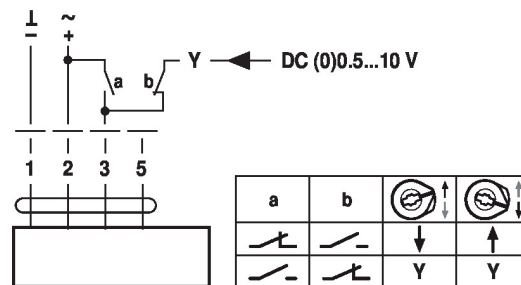 ⊥ ~
− +
a b Y DC (0)0.5...10 V
1 2 3 5
a b
↓ ↑
Y Y